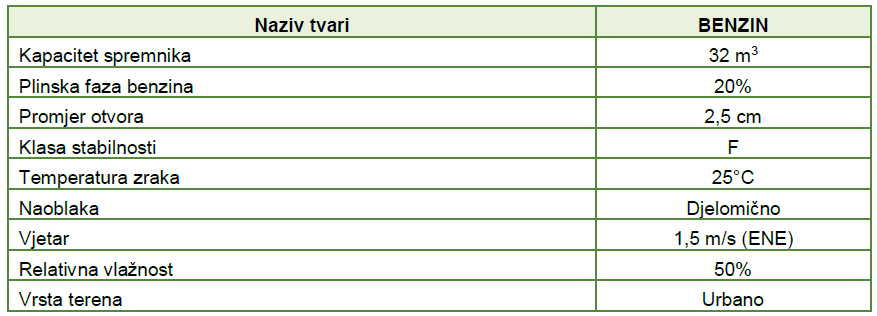 Naziv tvari BENZIN
Kapacitet spremnika 32 m³
Plinska faza benzina 20%
Promjer otvora 2,5 cm
Klasa stabilnosti F
Temperatura zraka 25°C
Naoblaka Djelomično
Vjetar 1,5 m/s (ENE)
Relativna vlažnost 50%
Vrsta terena Urbano